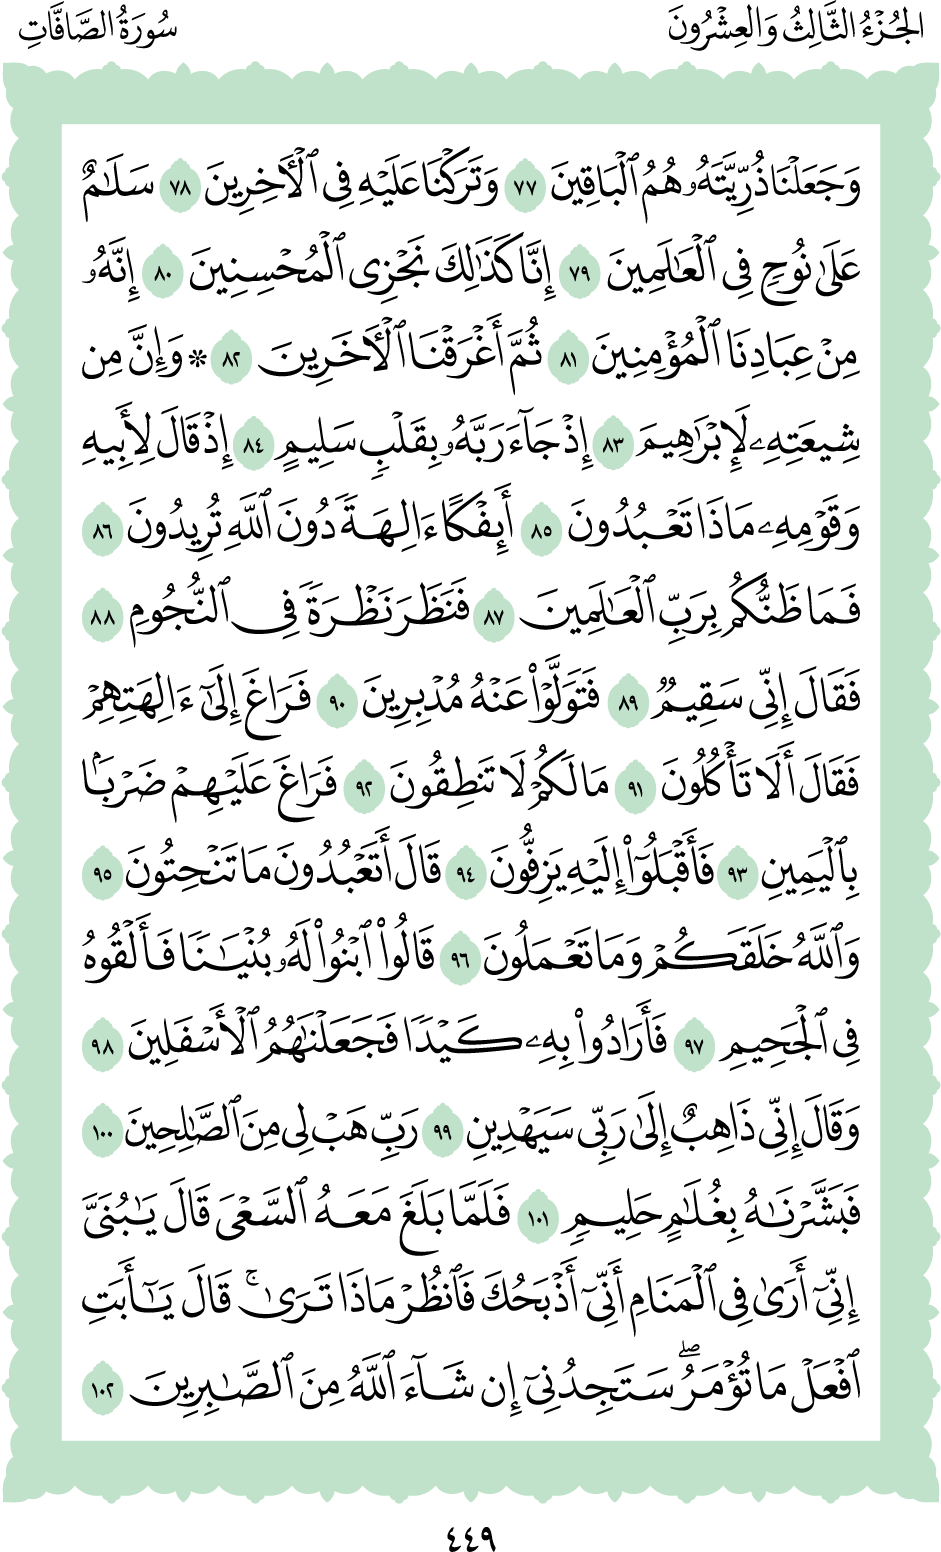 الجُزْءُ الثَّالِثُ وَالْعِشْرُونَ سُورَةُ الصَّافَّاتِ
وَجَعَلْنَا ذُرِّيَّتَهُۥ هُمُ ٱلْبَاقِينَ ٧٧ وَتَرَكْنَا عَلَيْهِ فِى ٱلْأَخِرِينَ ٧٨ سَلَٰمٌ
عَلَىٰ نُوحٍ فِى ٱلْعَٰلَمِينَ ٧٩ إِنَّا كَذَٰلِكَ نَجْزِى ٱلْمُحْسِنِينَ ٨٠ إِنَّهُۥ
مِنْ عِبَادِنَا ٱلْمُؤْمِنِينَ ٨١ ثُمَّ أَغْرَقْنَا ٱلْأَخَرِينَ ٨٢ ۞ وَإِنَّ مِن
شِيعَتِهِۦ لَإِبْرَٰهِيمَ ٨٣ إِذْ جَآءَ رَبَّهُۥ بِقَلْبٍ سَلِيمٍ ٨٤ إِذْ قَالَ لِأَبِيهِ
وَقَوْمِهِۦ مَاذَا تَعْبُدُونَ ٨٥ أَئِفْكًا ءَالِهَةً دُونَ ٱللَّهِ تُرِيدُونَ ٨٦
فَمَا ظَنُّكُم بِرَبِّ ٱلْعَٰلَمِينَ ٨٧ فَنَظَرَ نَظْرَةً فِى ٱلنُّجُومِ ٨٨
فَقَالَ إِنِّى سَقِيمٌ ٨٩ فَتَوَلَّوْا۟ عَنْهُ مُدْبِرِينَ ٩٠ فَرَاغَ إِلَىٰٓ ءَالِهَتِهِمْ
فَقَالَ أَلَا تَأْكُلُونَ ٩١ مَا لَكُمْ لَا تَنطِقُونَ ٩٢ فَرَاغَ عَلَيْهِمْ ضَرْبًۢا
بِٱلْيَمِينِ ٩٣ فَأَقْبَلُوٓا۟ إِلَيْهِ يَزِفُّونَ ٩٤ قَالَ أَتَعْبُدُونَ مَا تَنْحِتُونَ ٩٥
وَٱللَّهُ خَلَقَكُمْ وَمَا تَعْمَلُونَ ٩٦ قَالُوا۟ ٱبْنُوا۟ لَهُۥ بُنْيَٰنًا فَأَلْقُوهُ
فِى ٱلْجَحِيمِ ٩٧ فَأَرَادُوا۟ بِهِۦ كَيْدًا فَجَعَلْنَٰهُمُ ٱلْأَسْفَلِينَ ٩٨
وَقَالَ إِنِّى ذَاهِبٌ إِلَىٰ رَبِّى سَيَهْدِينِ ٩٩ رَبِّ هَبْ لِى مِنَ ٱلصَّٰلِحِينَ ١٠٠
فَبَشَّرْنَٰهُ بِغُلَٰمٍ حَلِيمٍ ١٠١ فَلَمَّا بَلَغَ مَعَهُ ٱلسَّعْىَ قَالَ يَٰبُنَىَّ
إِنِّىٓ أَرَىٰ فِى ٱلْمَنَامِ أَنِّىٓ أَذْبَحُكَ فَٱنظُرْ مَاذَا تَرَىٰ ۚ قَالَ يَٰٓأَبَتِ
ٱفْعَلْ مَا تُؤْمَرُ ۖ سَتَجِدُنِىٓ إِن شَآءَ ٱللَّهُ مِنَ ٱلصَّٰبِرِينَ ١٠٢
٤٤٩